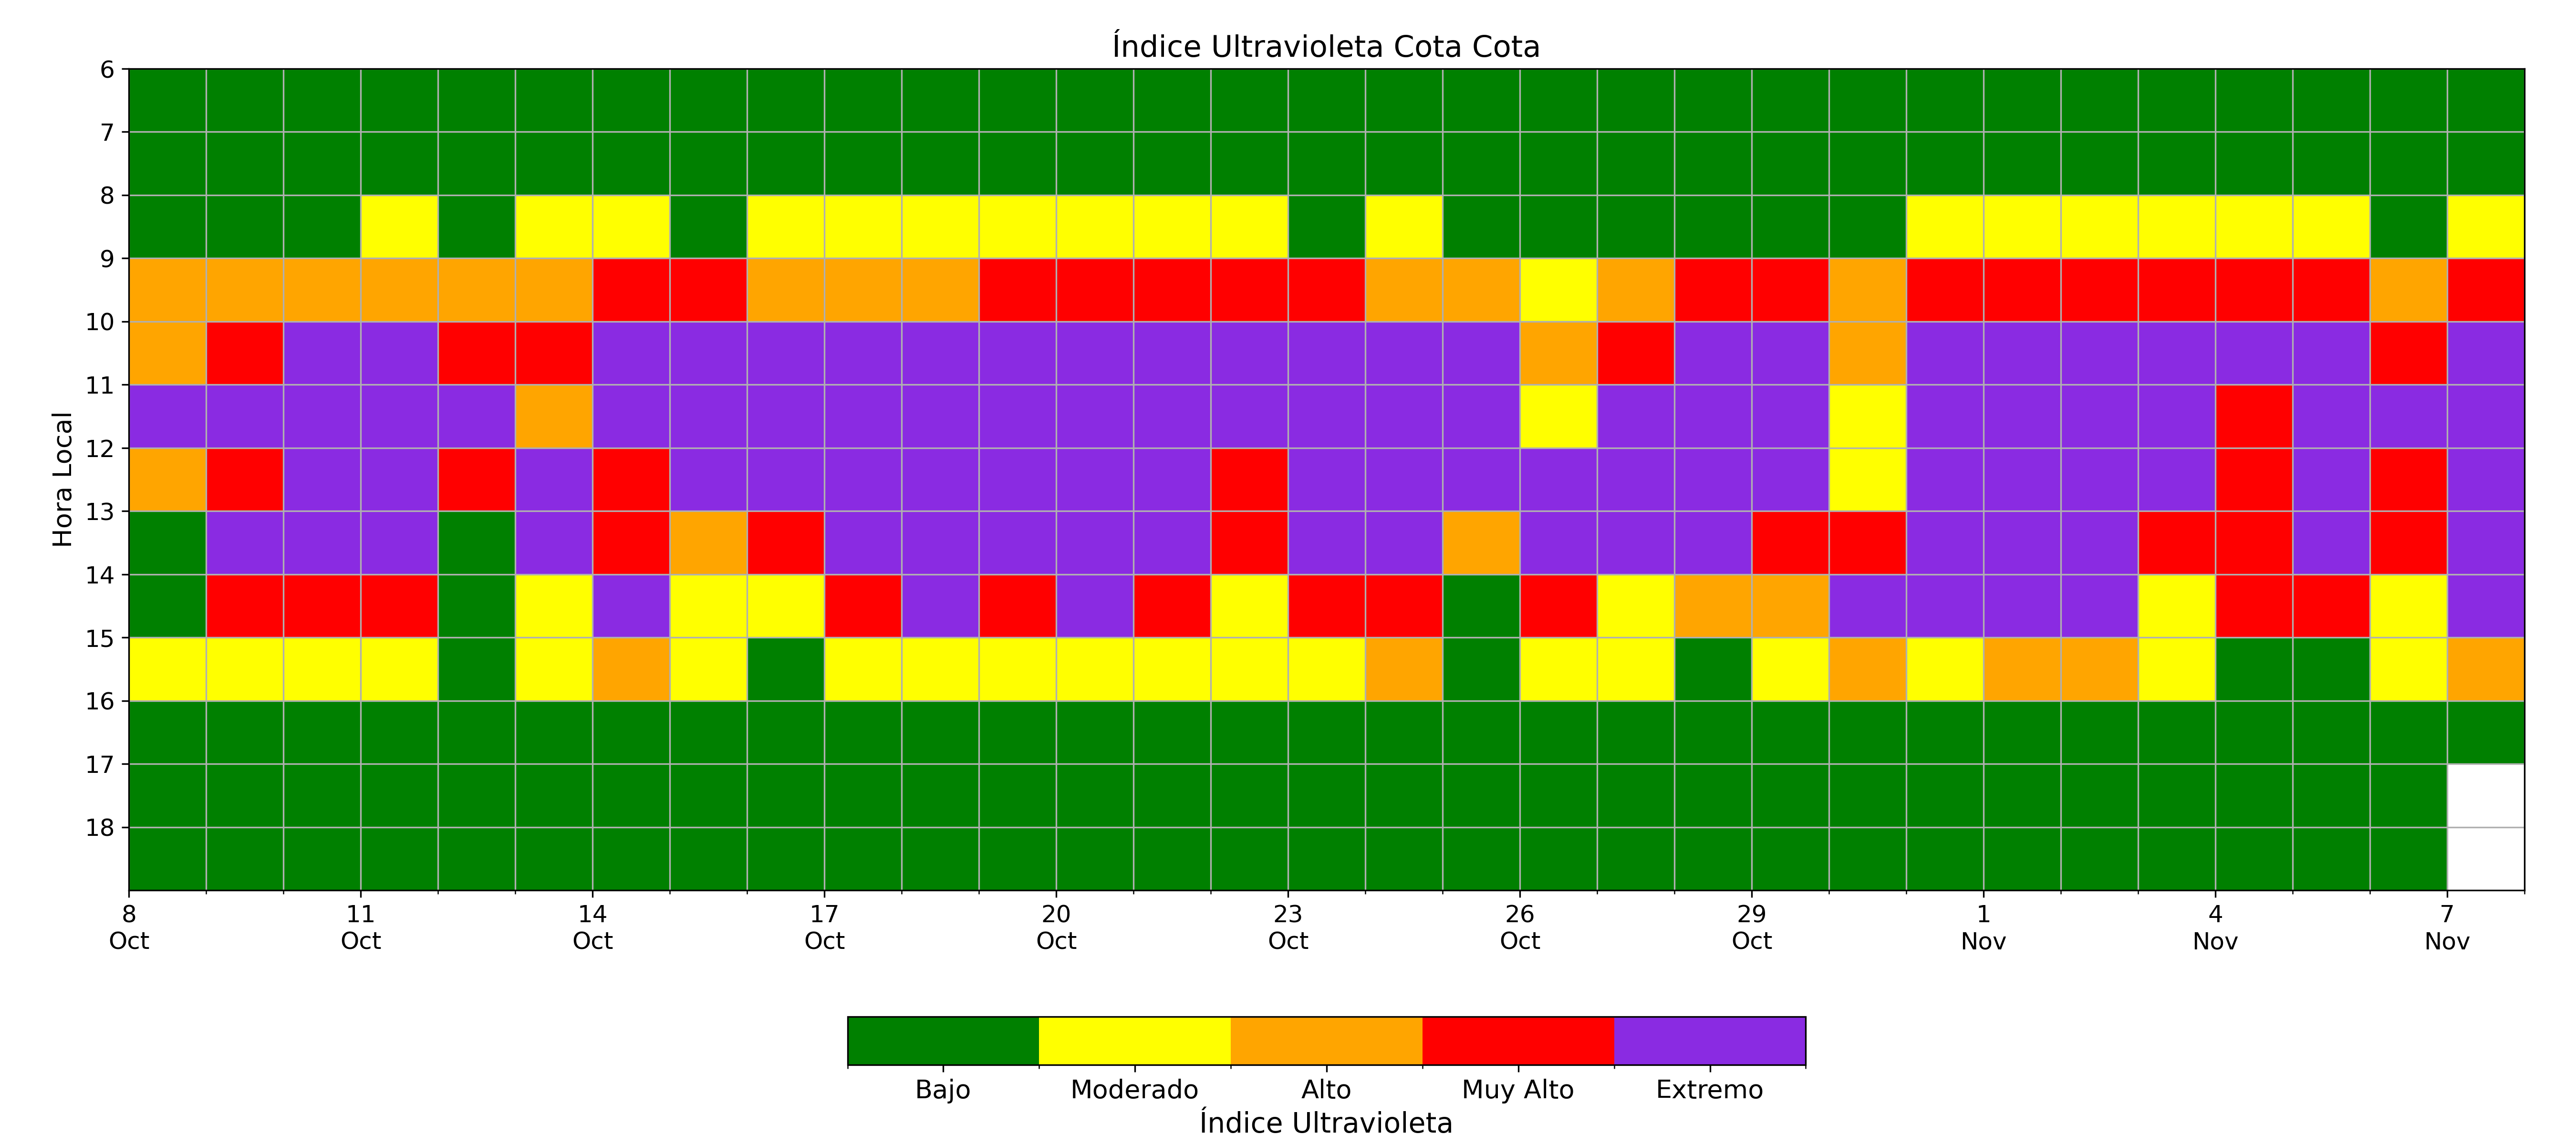 Índice Ultravioleta Cota Cota
Hora Local
6
7
8
9
10
11
12
13
14
15
16
17
18
8 11 14 17 20 23 26 29 1 4 7
Oct Oct Oct Oct Oct Oct Oct Oct Nov Nov Nov
Bajo Moderado Alto Muy Alto Extremo
Índice Ultravioleta